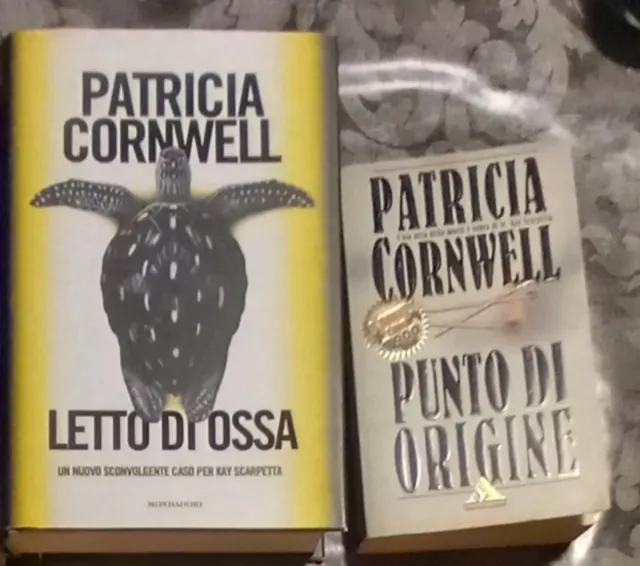 PATRICIA
CORNWELL
LETTO DI OSSA
UN NUOVO SCONVOLGENTE CASO PER KAY SCARPETTA
MONDADORI
PATRICIA
CORNWELL
PUNTO DI
ORIGINE